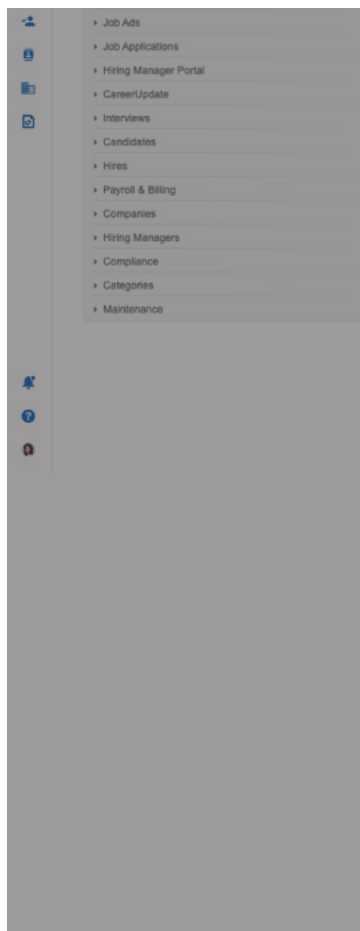 Job Ads
Job Applications
Hiring Manager Portal
CareerUpdate
Interviews
Candidates
Hires
Payroll & Billing
Companies
Hiring Managers
Compliance
Categories
Maintenance